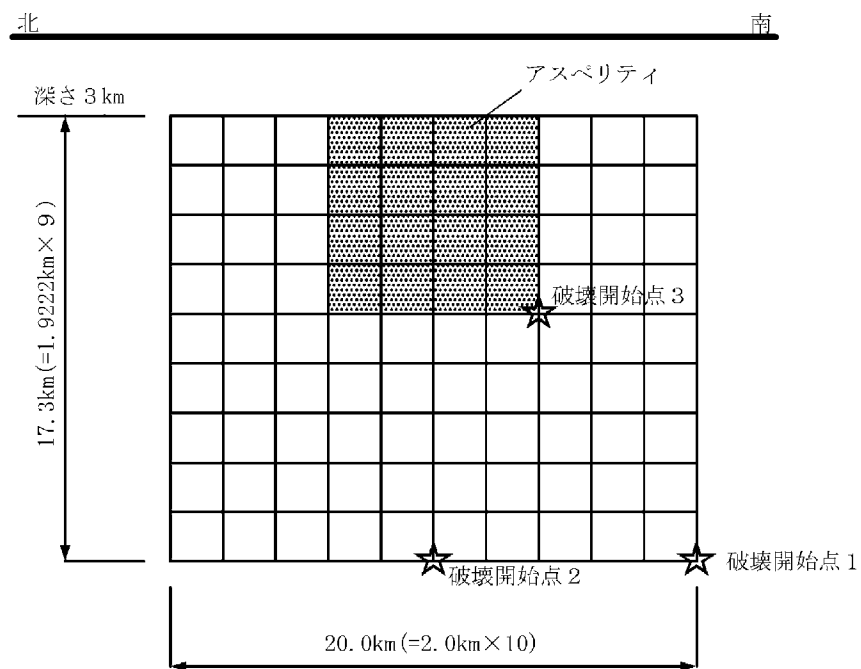 北
南
アスペリティ
深さ3km
17.3km(=1.9222km×9)
破壊開始点3
破壊開始点2
破壊開始点1
20.0km(=2.0km×10)